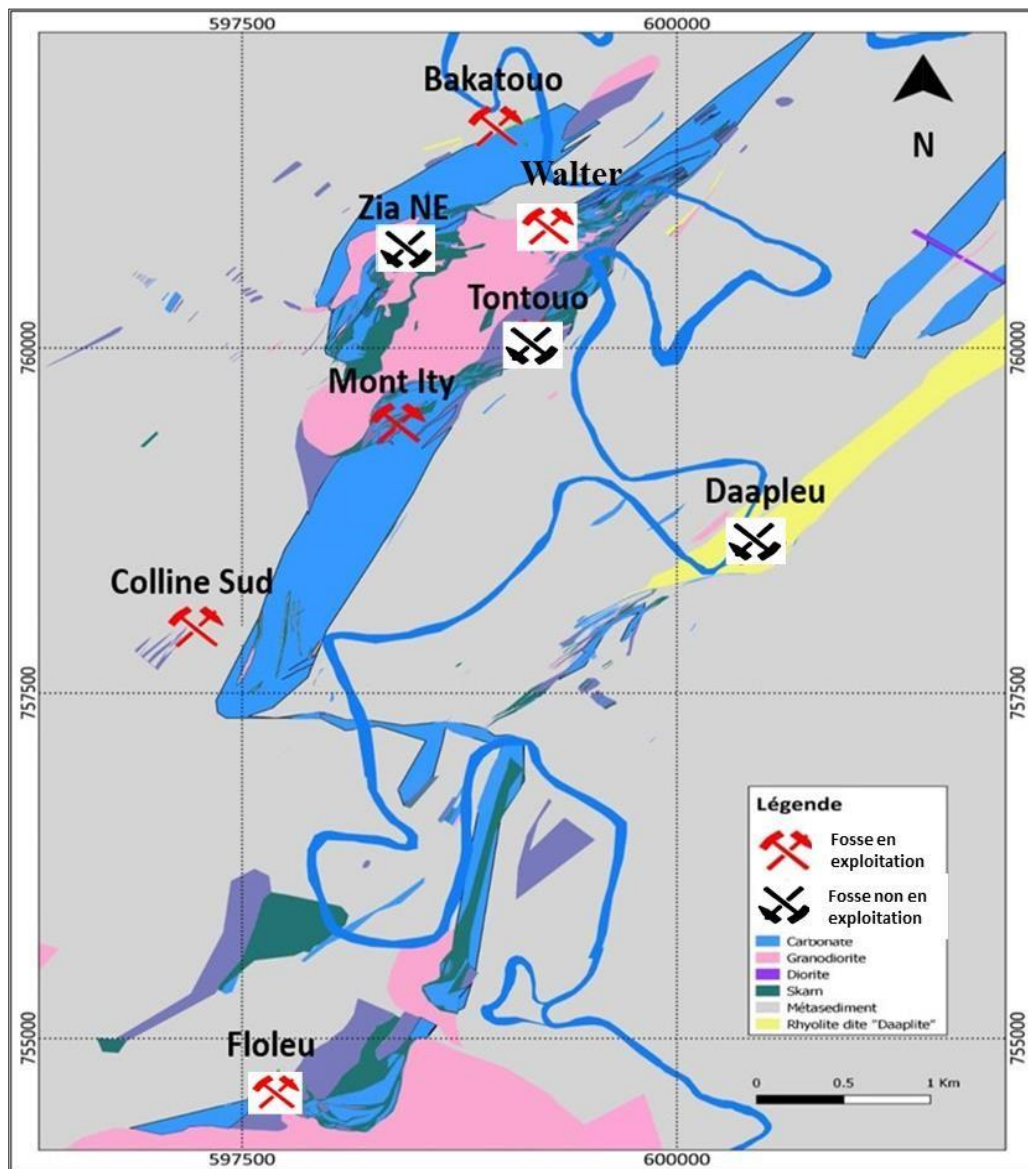 597500
600000
Bakatouo
N
Walter
Zia NE
Tontouo
760000
760000
Mont Ity
Daapleu
Colline Sud
757500
757500
Légende
Fosse en
exploitation
Fosse non en
exploitation
Carbonate
Granodiorite
Diorite
Skarn
Métasediment
Rhyolite dite "Daaplite"
755000
755000
Floleu
0 0.5 1 Km
597500
600000